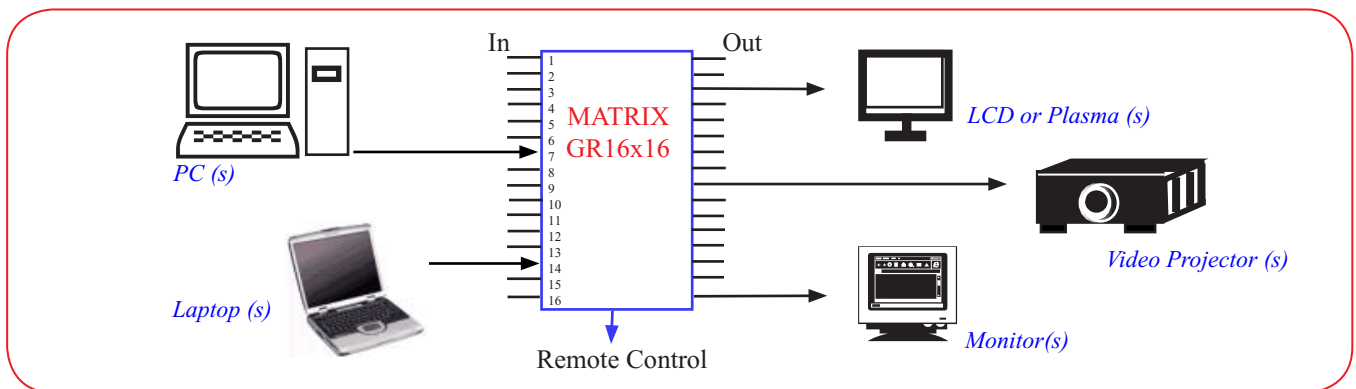 In
Out
1
2
3
4
5
6
7
8
9
10
11
12
13
14
15
16
MATRIX
GR16x16
PC (s)
Laptop (s)
LCD or Plasma (s)
Video Projector (s)
Monitor(s)
Remote Control